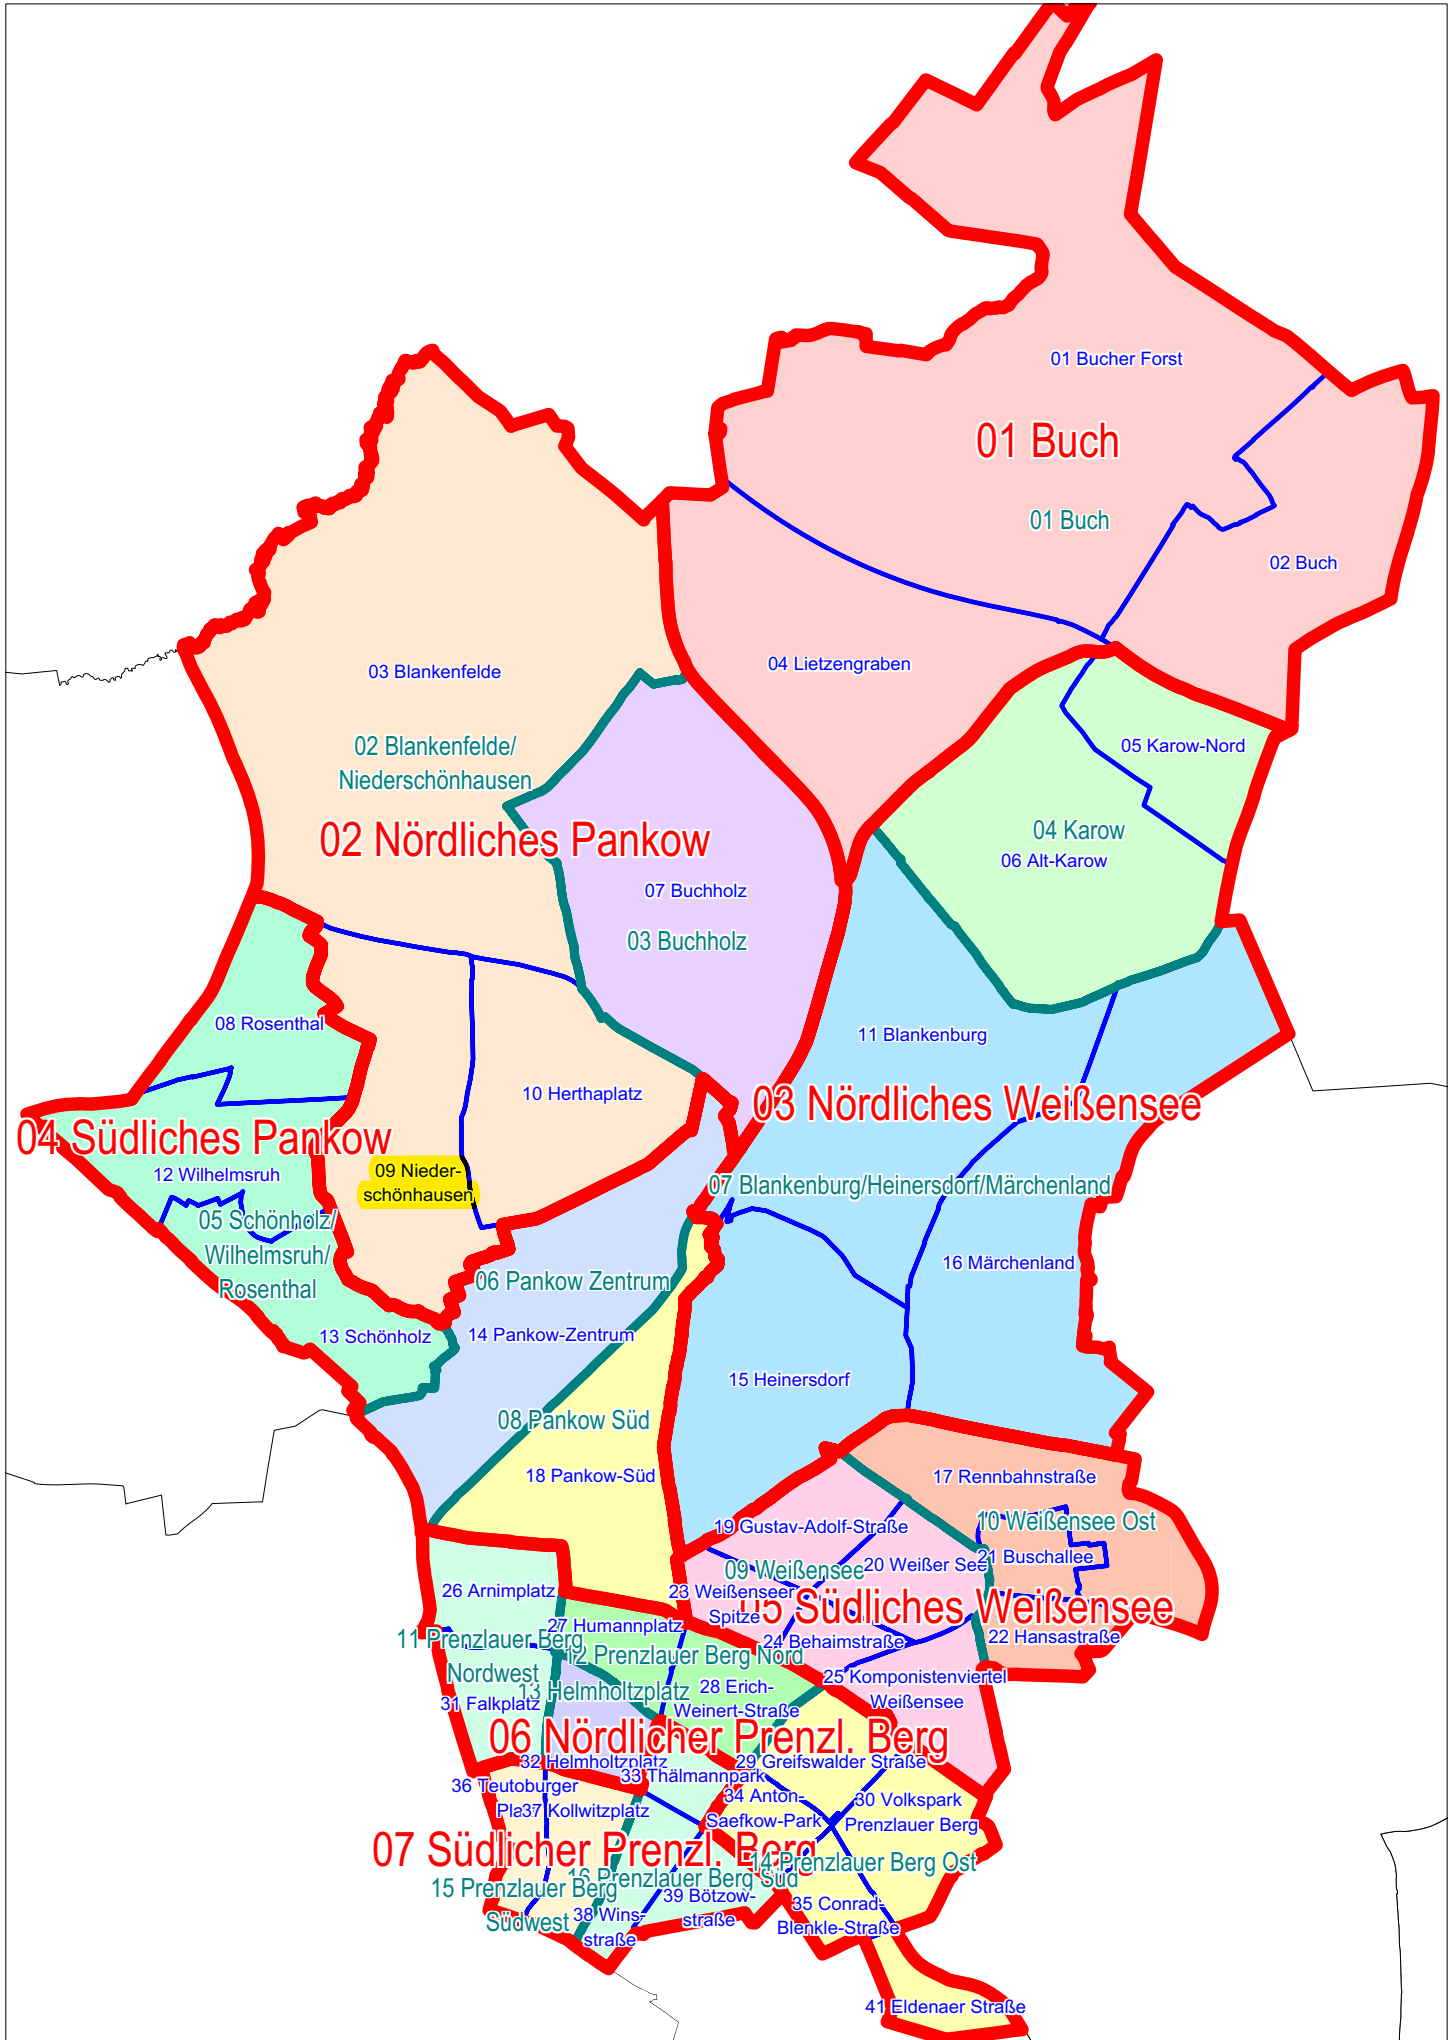 01 Bucher Forst
01 Buch
01 Buch
02 Buch
04 Lietzengraben
03 Blankenfelde
02 Blankenfelde/
Niederschönhausen
02 Nördliches Pankow
05 Karow-Nord
04 Karow
06 Alt-Karow
07 Buchholz
03 Buchholz
08 Rosenthal
11 Blankenburg
10 Herthaplatz
03 Nördliches Weißensee
04 Südliches Pankow
12 Wilhelmsruh
09 Nieder-
schönhausen
07 Blankenburg/Heinersdorf/Märchenland
05 Schönholz/
Wilhelmsruh/
Rosenthal
16 Märchenland
06 Pankow Zentrum
13 Schönholz
14 Pankow-Zentrum
15 Heinersdorf
08 Pankow Süd
18 Pankow-Süd
17 Rennbahnstraße
19 Gustav-Adolf-Straße
10 Weißensee Ost
09 Weißensee
20 Weißer See
21 Buschallee
26 Arnimplatz
23 Weißenseer
Spitze
05 Südliches Weißensee
27 Humannplatz
24 Behaimstraße
22 Hansastraße
11 Prenzlauer Berg
Nordwest
12 Prenzlauer Berg Nord
25 Komponistenviertel
Weißensee
13 Helmholtzplatz
28 Erich-
Weinert-Straße
31 Falkplatz
06 Nördlicher Prenzl. Berg
32 Helmholtzplatz
33 Thälmannpark
29 Greifswalder Straße
36 Teutoburger
Pla
37 Kollwitzplatz
34 Anton-
Saefkow-Park
30 Volkspark
Prenzlauer Berg
07 Südlicher Prenzl. Berg
14 Prenzlauer Berg Ost
16 Prenzlauer Berg Süd
15 Prenzlauer Berg
Südwest
39 Bötzow-
straße
38 Wins-
straße
35 Conrad-
Blenkle-Straße
41 Eldenaer Straße